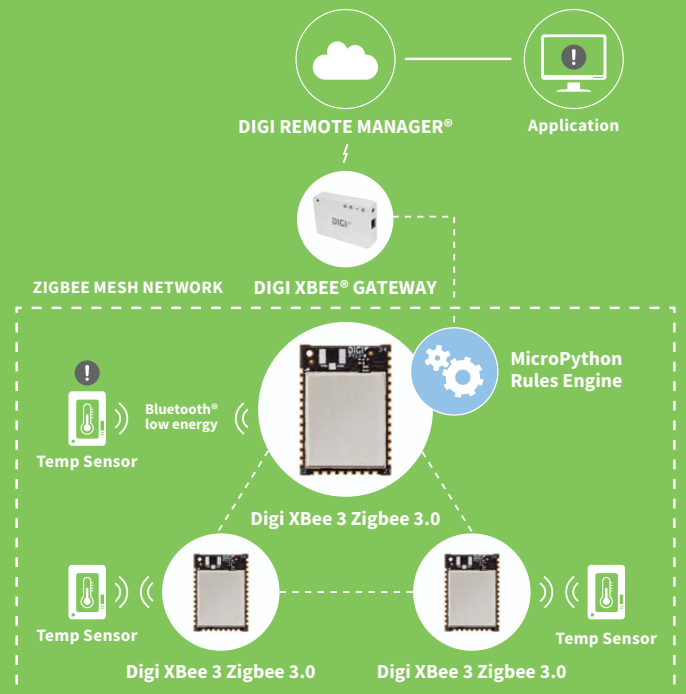 DIGI REMOTE MANAGER®
Application
DIGI
ZIGBEE MESH NETWORK
DIGI XBEE® GATEWAY
DIGI
MicroPython
Rules Engine
Bluetooth®
low energy
Temp Sensor
Digi XBee 3 Zigbee 3.0
Temp Sensor
Temp Sensor
Digi XBee 3 Zigbee 3.0
Digi XBee 3 Zigbee 3.0